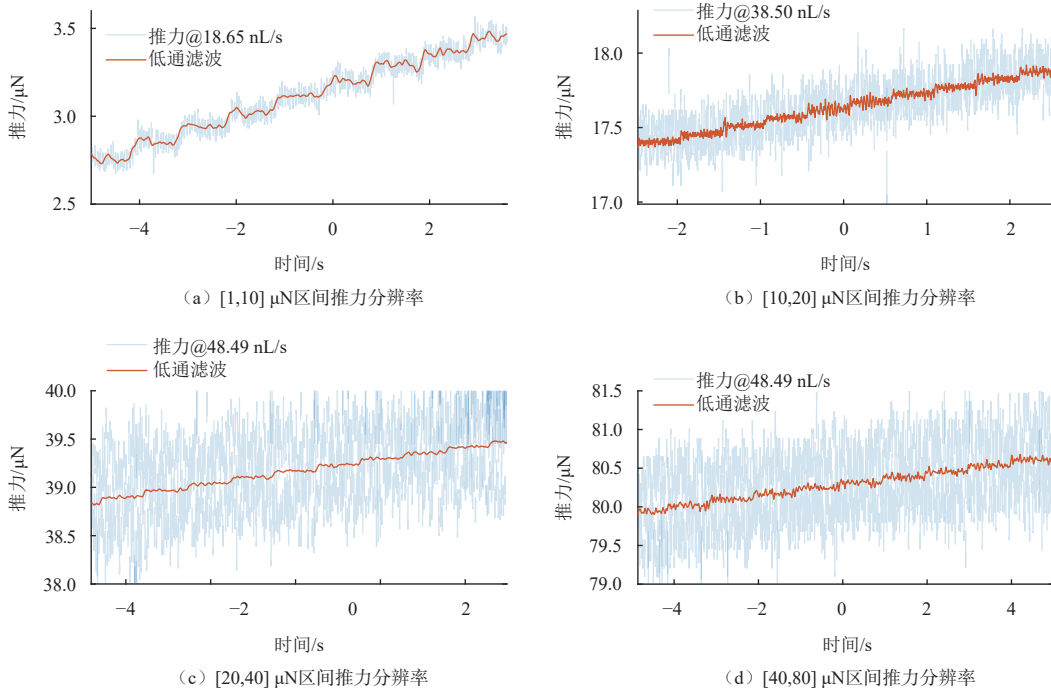 推力@18.65 nL/s
低通滤波
3.5
3.0
2.5
推力/μN
−4
−2
0
2
时间/s
（a）[1,10] μN区间推力分辨率
推力@38.50 nL/s
低通滤波
18.0
17.5
17.0
推力/μN
−2
−1
0
1
2
时间/s
（b）[10,20] μN区间推力分辨率
推力@48.49 nL/s
低通滤波
40.0
39.5
39.0
38.5
38.0
推力/μN
−4
−2
0
2
时间/s
（c）[20,40] μN区间推力分辨率
推力@48.49 nL/s
低通滤波
81.5
81.0
80.5
80.0
79.5
79.0
推力/μN
−4
−2
0
2
4
时间/s
（d）[40,80] μN区间推力分辨率